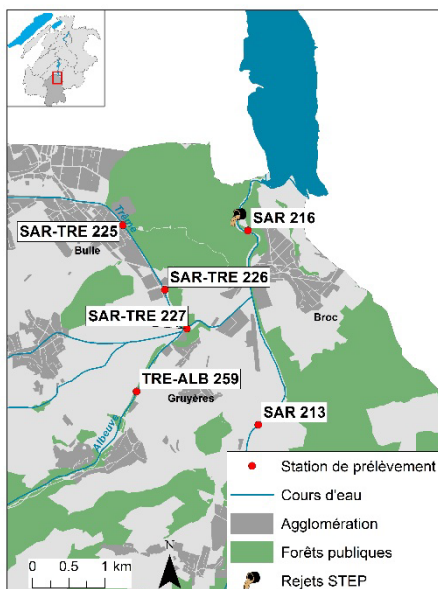 SAR 216
Trême
SAR-TRE 225
Bulle
SAR-TRE 226
SAR-TRE 227
Broc
TRE-ALB 259
Gruyères
SAR 213
Albeuve
Station de prélèvement
Cours d'eau
Agglomération
Forêts publiques
Rejets STEP
N
0 0.5 1 km